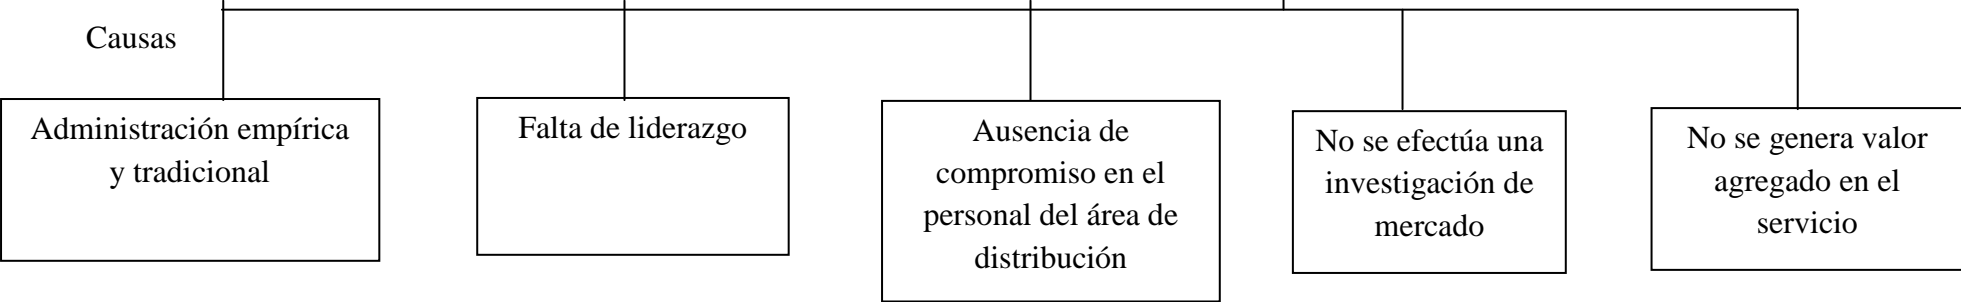 Causas
Administración empírica
y tradicional
Falta de liderazgo
Ausencia de
compromiso en el
personal del área de
distribución
No se efectúa una
investigación de
mercado
No se genera valor
agregado en el
servicio